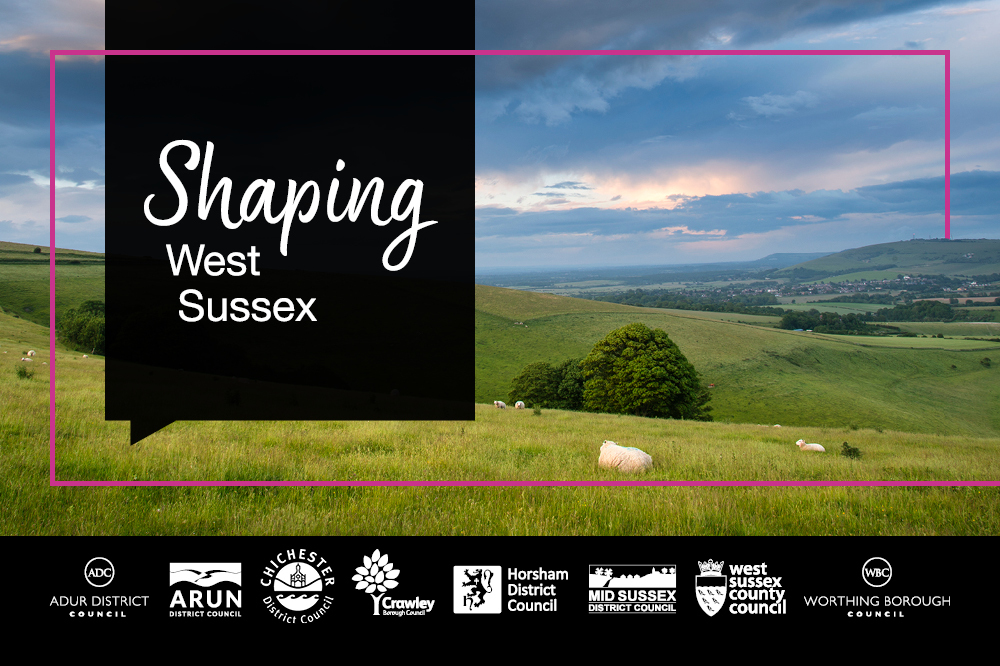 Shaping
West
Sussex
ADC
ADUR DISTRICT
COUNCIL
ARUN
DISTRICT COUNCIL
CHICHESTER
District Council
Crawley
Borough Council
Horsham
District
Council
MID SUSSEX
DISTRICT COUNCIL
west
sussex
county
council
WBC
WORTHING BOROUGH
COUNCIL